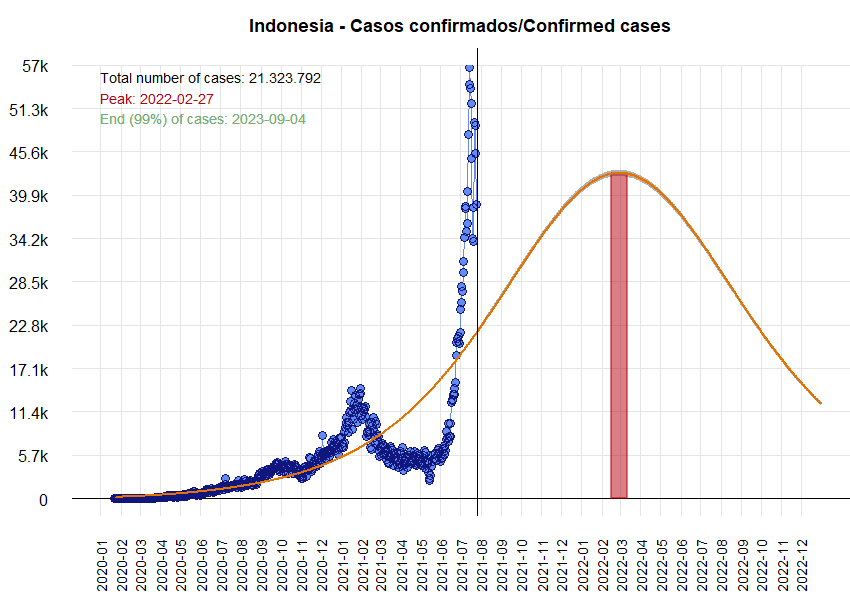 Indonesia - Casos confirmados/Confirmed cases
57k
51.3k
45.6k
39.9k
34.2k
28.5k
22.8k
17.1k
11.4k
5.7k
0
Total number of cases: 21.323.792
Peak: 2022-02-27
End (99%) of cases: 2023-09-04
2020-01
2020-02
2020-03
2020-04
2020-05
2020-06
2020-07
2020-08
2020-09
2020-10
2020-11
2020-12
2021-01
2021-02
2021-03
2021-04
2021-05
2021-06
2021-07
2021-08
2021-09
2021-10
2021-11
2021-12
2022-01
2022-02
2022-03
2022-04
2022-05
2022-06
2022-07
2022-08
2022-09
2022-10
2022-11
2022-12